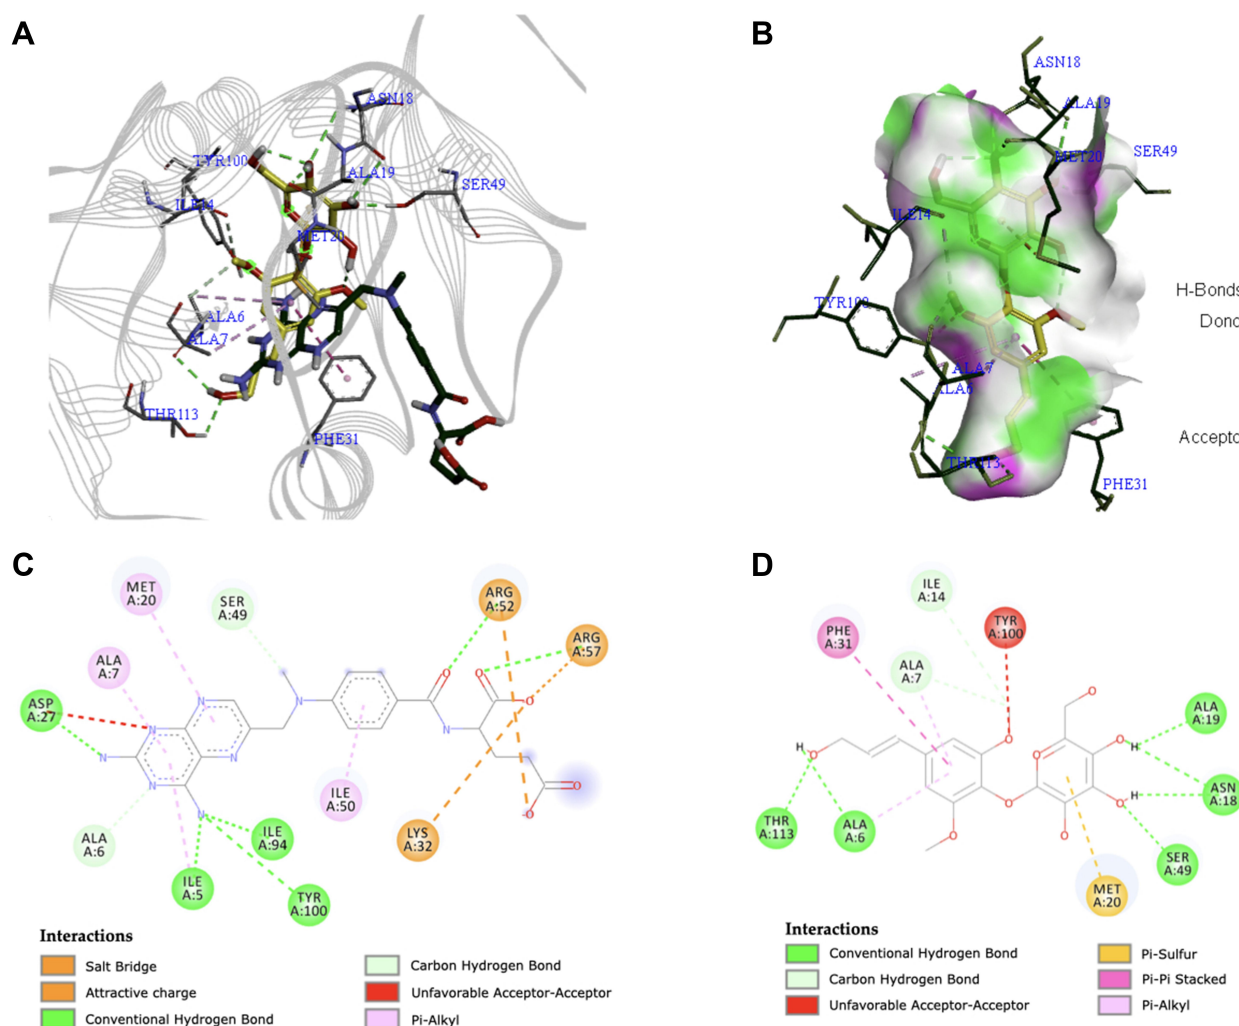 A
ASN18
TYR100
ALA19
SER49
ILE14
MET20
ALA6
ALA7
THR113
PHE31
B
ASN18
ALA19
MET20
SER49
ILE14
H-Bonds
TYR100
Dono
ALA7
ALA6
Accepto
THR113
PHE31
C
MET
A:20
SER
A:49
ARG
A:52
ARG
A:57
ALA
A:7
ASP
A:27
N
N
N
N
N
N
N
N
N
O
O
O
O-
O
-O
ILE
A:50
ALA
A:6
ILE
A:94
LYS
A:32
ILE
A:5
TYR
A:100
Interactions
Salt Bridge
Attractive charge
Conventional Hydrogen Bond
Carbon Hydrogen Bond
Unfavorable Acceptor-Acceptor
Pi-Alkyl
D
ILE
A:14
PHE
A:31
TYR
A:100
ALA
A:7
ALA
A:19
ASN
A:18
H
O
O
O
O
O
O
O
H
O
H
O
THR
A:113
ALA
A:6
SER
A:49
MET
A:20
Interactions
Conventional Hydrogen Bond
Carbon Hydrogen Bond
Unfavorable Acceptor-Acceptor
Pi-Sulfur
Pi-Pi Stacked
Pi-Alkyl